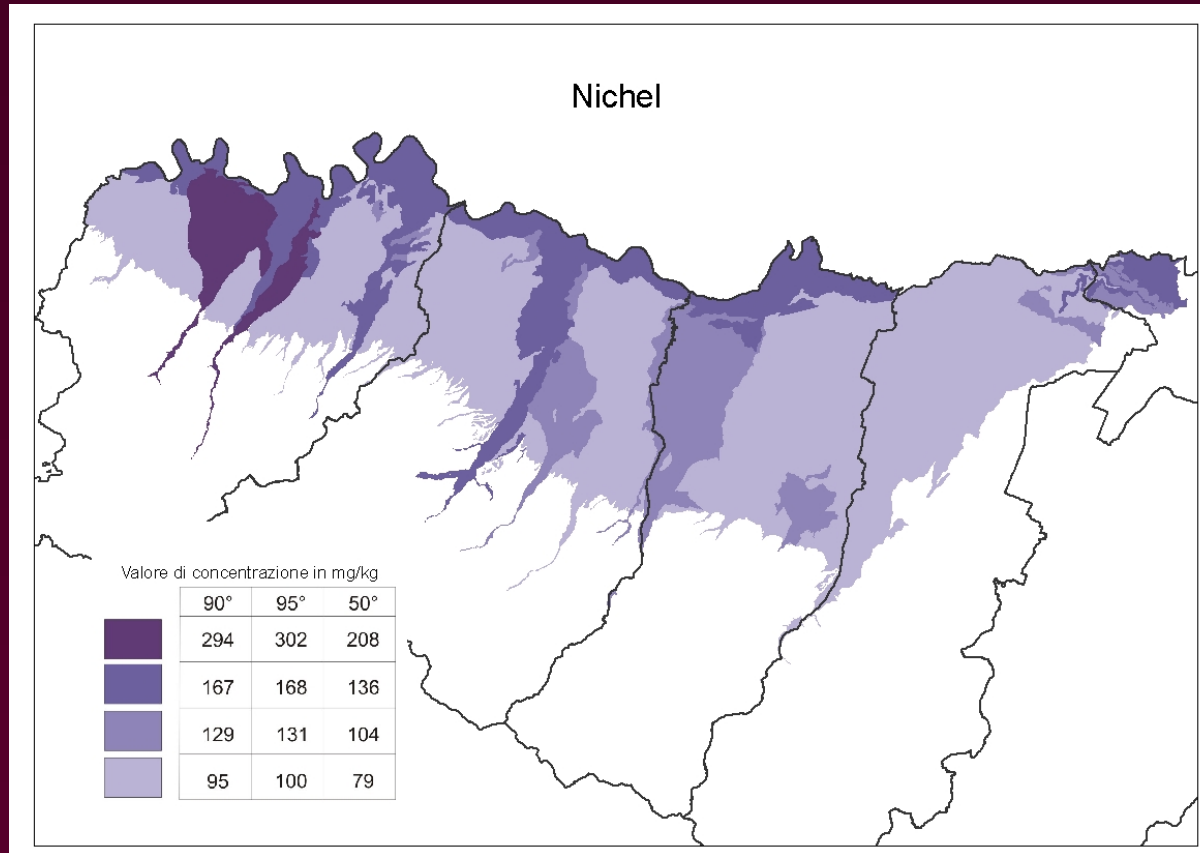 Nichel
Valore di concentrazione in mg/kg
90° 95° 50°
294 302 208
167 168 136
129 131 104
95 100 79